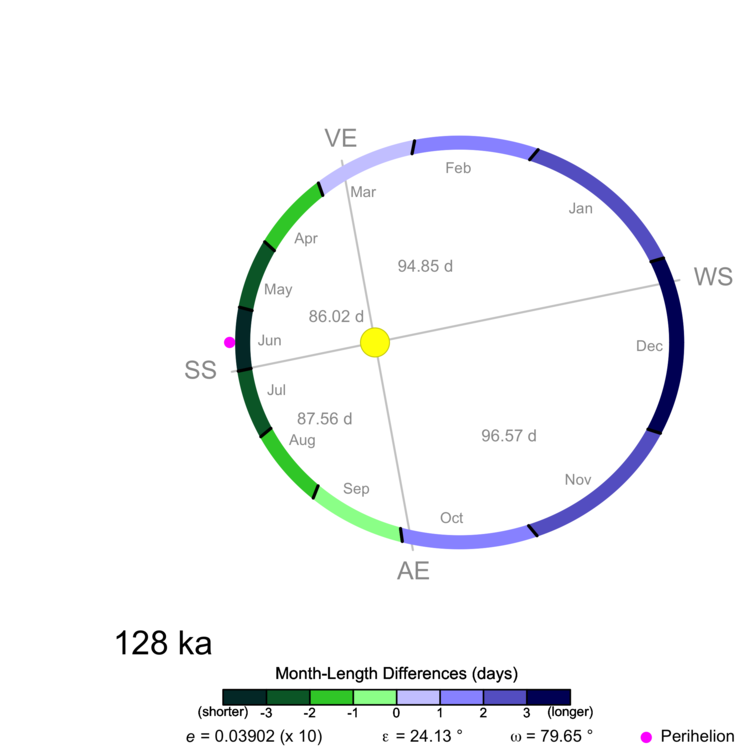 VE
Feb
Mar
Jan
Apr
94.85 d
WS
May
86.02 d
Jun
Dec
SS
Jul
87.56 d
Aug
96.57 d
Nov
Sep
Oct
AE
128 ka
Month-Length Differences (days)
(shorter) -3 -2 -1 0 1 2 3 (longer)
e = 0.03902 (x 10) ε = 24.13 ° ω = 79.65 ° Perihelion